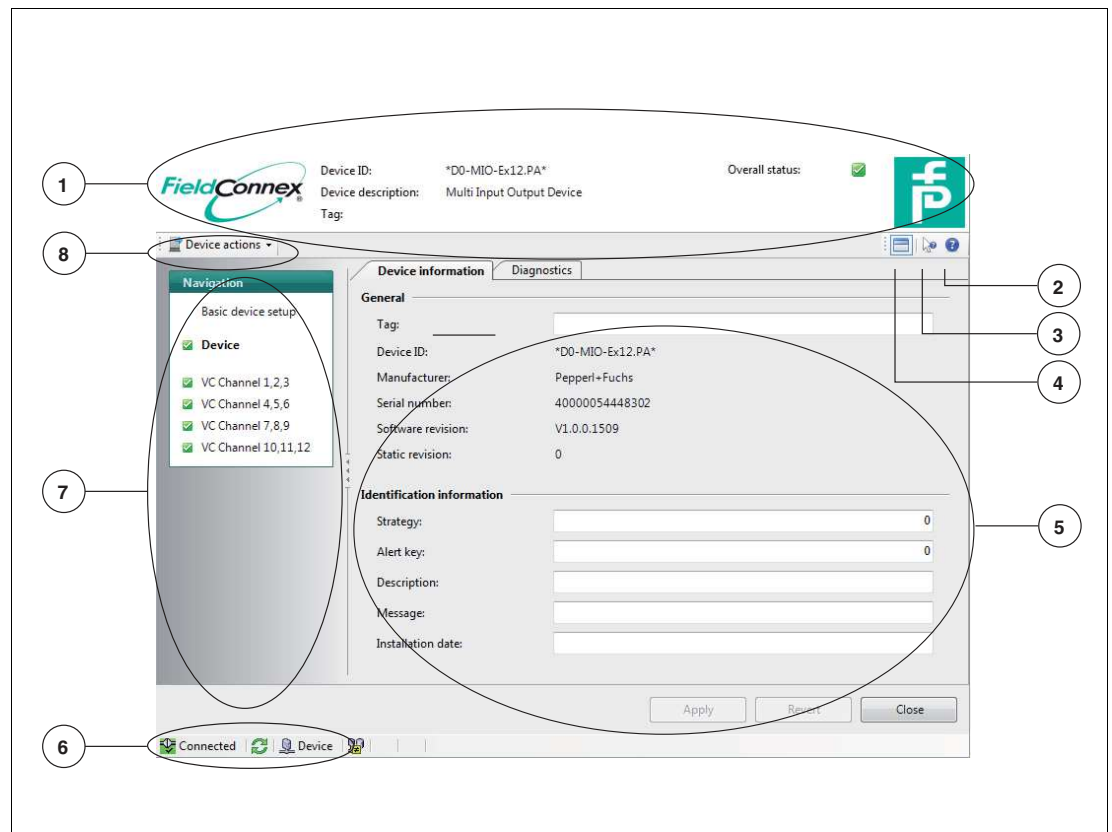 Device ID: *D0-MIO-Ex12.PA* Overall status:
FieldConnex®
Device description: Multi Input Output Device
Tag:
1
Device actions
8
Device information Diagnostics
Navigation
General
2
Basic device setup
Tag:
3
Device
Device ID: *D0-MIO-Ex12.PA*
Manufacturer: Pepperl+Fuchs
4
VC Channel 1,2,3
Serial number: 40000054448302
VC Channel 4,5,6
Software revision: V1.0.0.1509
VC Channel 7,8,9
Static revision: 0
VC Channel 10,11,12
7
Identification information
Strategy: 0
5
Alert key: 0
Description:
Message:
Installation date:
Apply Revert Close
6
Connected Device